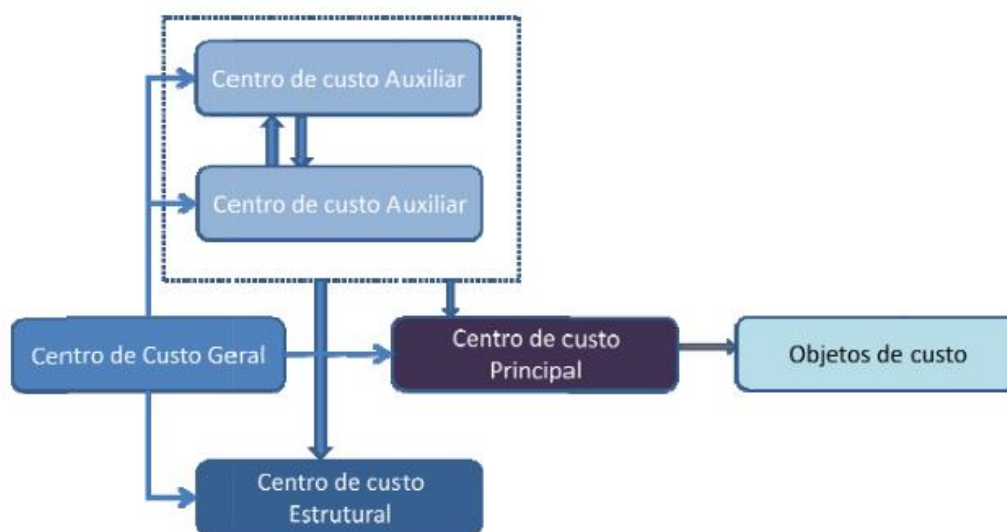 Centro de custo Auxiliar
Centro de custo Auxiliar
Centro de Custo Geral
Centro de custo
Principal
Objetos de custo
Centro de custo
Estrutural